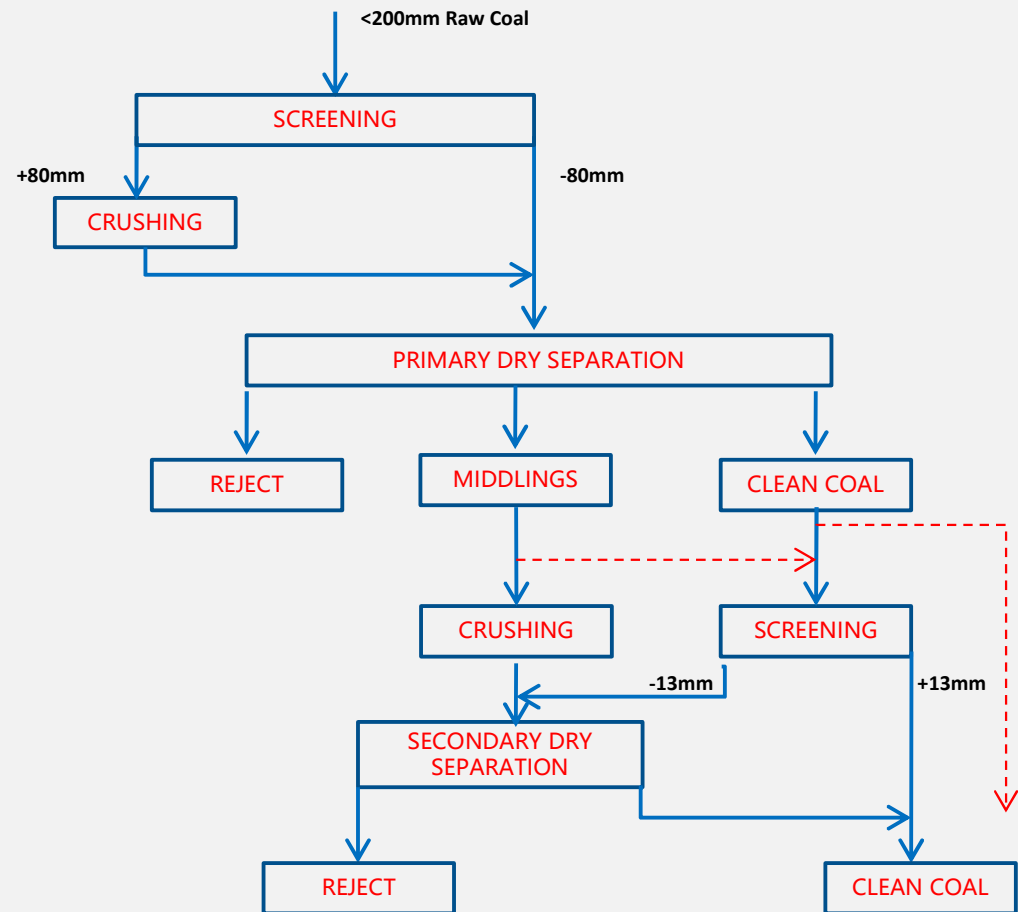 <200mm Raw Coal
SCREENING
+80mm
-80mm
CRUSHING
PRIMARY DRY SEPARATION
REJECT
MIDDLINGS
CLEAN COAL
CRUSHING
SCREENING
-13mm
+13mm
SECONDARY DRY
SEPARATION
REJECT
CLEAN COAL